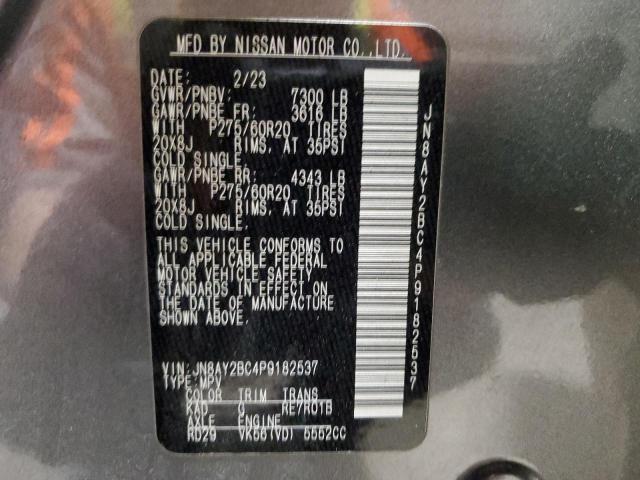 MFD BY NISSAN MOTOR CO.,LTD.
DATE: 2/23
GVWR/PNBV: 7300 LB
GAWR/PNBE FR: 3616 LB
WITH P275/60R20 TIRES
20X8J RIMS, AT 35PSI
COLD SINGLE.
GAWR/PNBE RR: 4343 LB
WITH P275/60R20 TIRES
20X8J RIMS, AT 35PSI
COLD SINGLE.
THIS VEHICLE CONFORMS TO
ALL APPLICABLE FEDERAL
MOTOR VEHICLE SAFETY
STANDARDS IN EFFECT ON
THE DATE OF MANUFACTURE
SHOWN ABOVE.
VIN:JN8AY2BC4P9182537
TYPE:MPV
COLOR TRIM TRANS
KAD G RE7R01B
AXLE ENGINE
RD29 VK56(VD) 5552CC
JN8AY2BC4P9182537